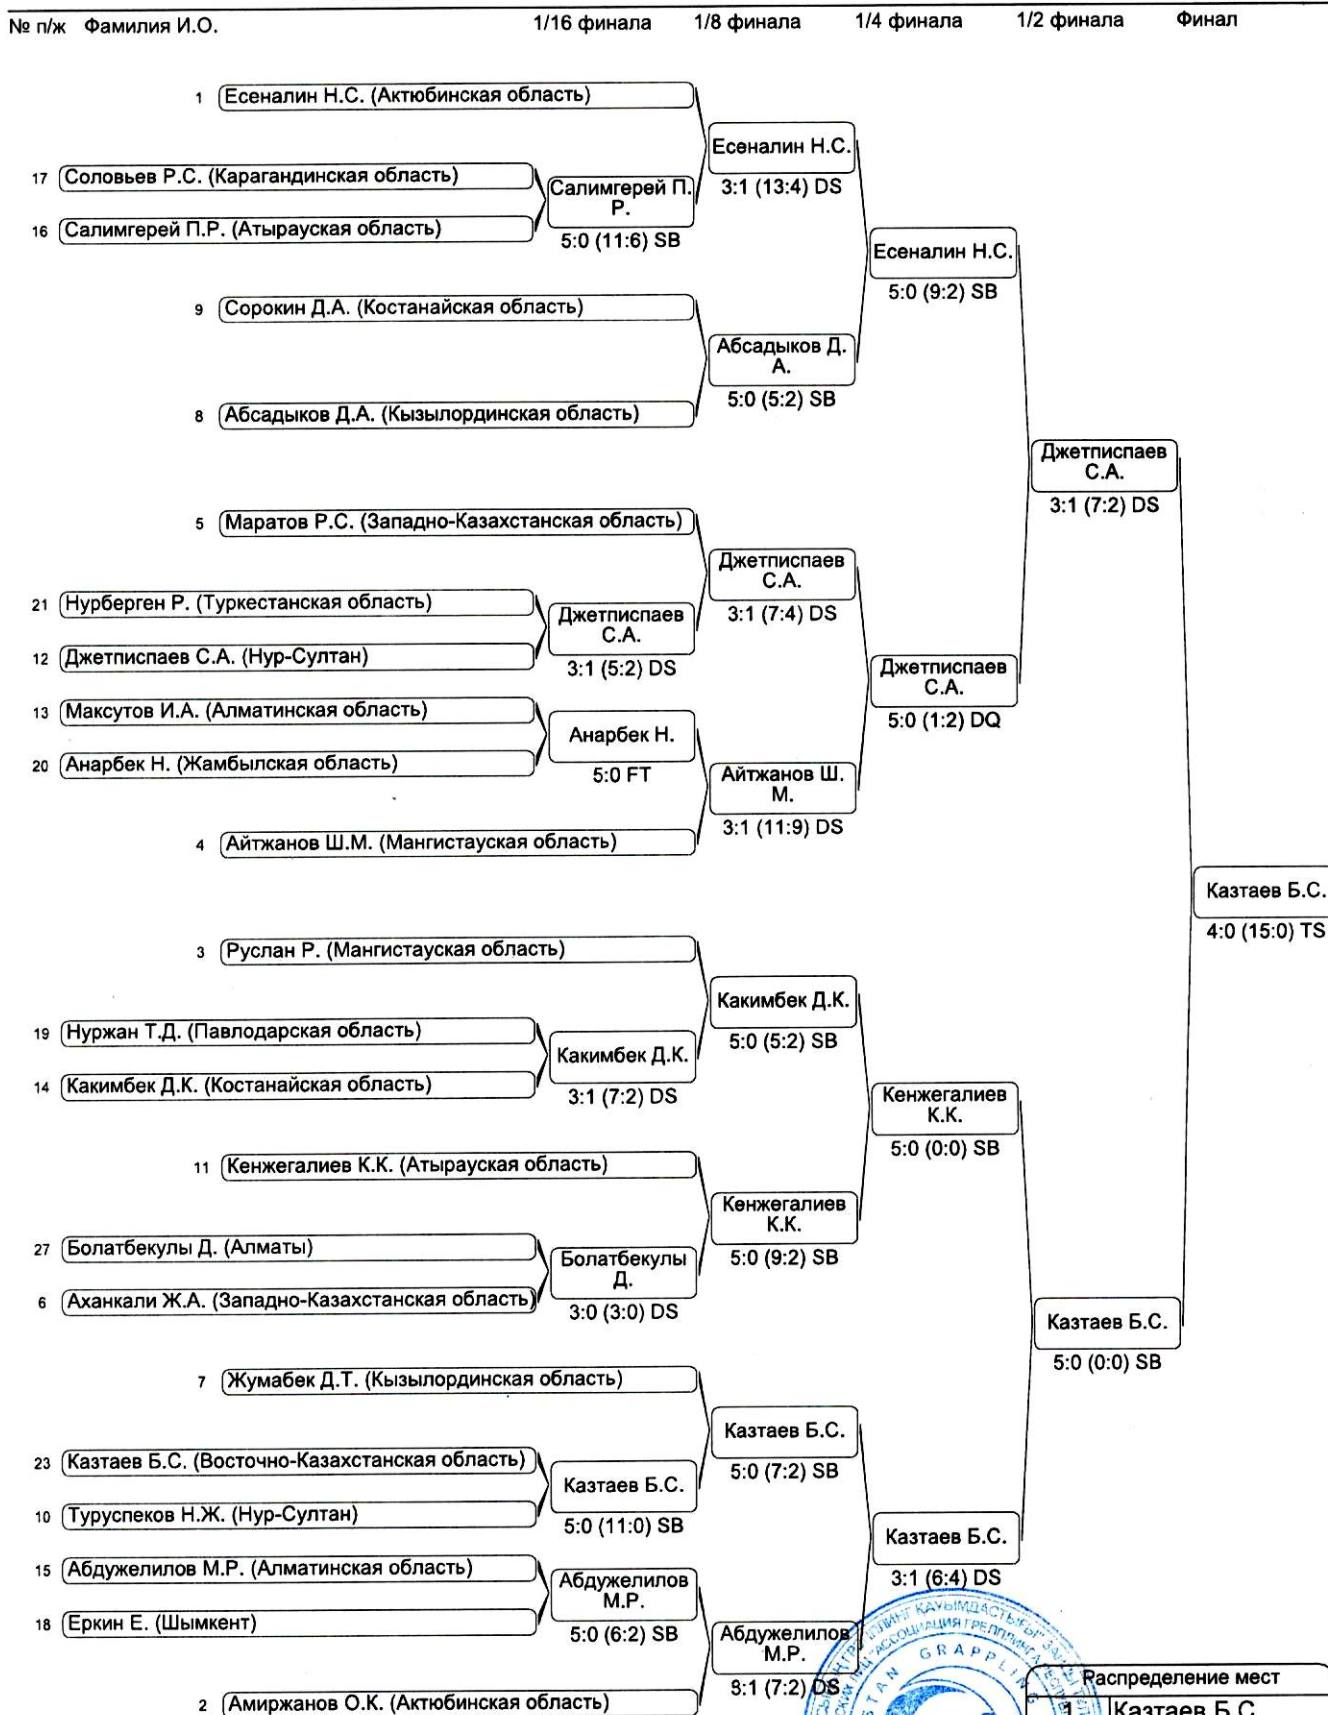 № п/ж Фамилия И.О. 1/16 финала 1/8 финала 1/4 финала 1/2 финала Финал
1 Есеналин Н.С. (Актюбинская область)
Есеналин Н.С.
3:1 (13:4) DS
17 Соловьев Р.С. (Карагандинская область)
Салимгерей П.
Р.
5:0 (11:6) SB
16 Салимгерей П.Р. (Атырауская область)
Есеналин Н.С.
5:0 (9:2) SB
9 Сорокин Д.А. (Костанайская область)
Абсадыков Д.
А.
5:0 (5:2) SB
8 Абсадыков Д.А. (Кызылординская область)
Джетписпаев
С.А.
3:1 (7:2) DS
5 Маратов Р.С. (Западно-Казахстанская область)
Джетписпаев
С.А.
3:1 (7:4) DS
21 Нурберген Р. (Туркестанская область)
Джетписпаев
С.А.
3:1 (5:2) DS
12 Джетписпаев С.А. (Нур-Султан)
Джетписпаев
С.А.
5:0 (1:2) DQ
13 Максутов И.А. (Алматинская область)
Анарбек Н.
5:0 FT
20 Анарбек Н. (Жамбылская область)
Айтжанов Ш.
М.
3:1 (11:9) DS
4 Айтжанов Ш.М. (Мангистауская область)
Казтаев Б.С.
4:0 (15:0) TS
3 Руслан Р. (Мангистауская область)
Какимбек Д.К.
5:0 (5:2) SB
19 Нуржан Т.Д. (Павлодарская область)
Какимбек Д.К.
3:1 (7:2) DS
14 Какимбек Д.К. (Костанайская область)
Кенжегалиев
К.К.
5:0 (0:0) SB
11 Кенжегалиев К.К. (Атырауская область)
Кенжегалиев
К.К.
5:0 (9:2) SB
27 Болатбекулы Д. (Алматы)
Болатбекулы
Д.
3:0 (3:0) DS
6 Аханкали Ж.А. (Западно-Казахстанская область)
Казтаев Б.С.
5:0 (0:0) SB
7 Жумабек Д.Т. (Кызылординская область)
Казтаев Б.С.
5:0 (7:2) SB
23 Казтаев Б.С. (Восточно-Казахстанская область)
Казтаев Б.С.
5:0 (11:0) SB
10 Туруспеков Н.Ж. (Нур-Султан)
Казтаев Б.С.
3:1 (6:4) DS
15 Абдужелилов М.Р. (Алматинская область)
Абдужелилов
М.Р.
5:0 (6:2) SB
18 Еркин Е. (Шымкент)
Абдужелилов
М.Р.
3:1 (7:2) DS
2 Амиржанов О.К. (Актюбинская область)
GRAPPLING
Распределение мест
1 Казтаев Б.С.